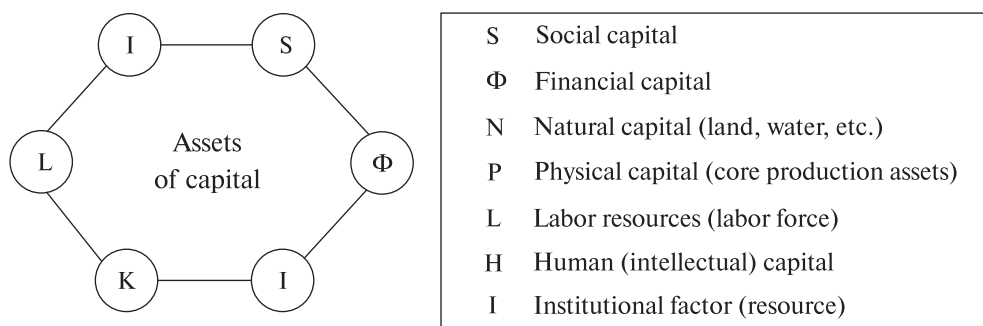 I
S
L
Assets
of capital
Φ
K
I
S Social capital
Φ Financial capital
N Natural capital (land, water, etc.)
P Physical capital (core production assets)
L Labor resources (labor force)
H Human (intellectual) capital
I Institutional factor (resource)